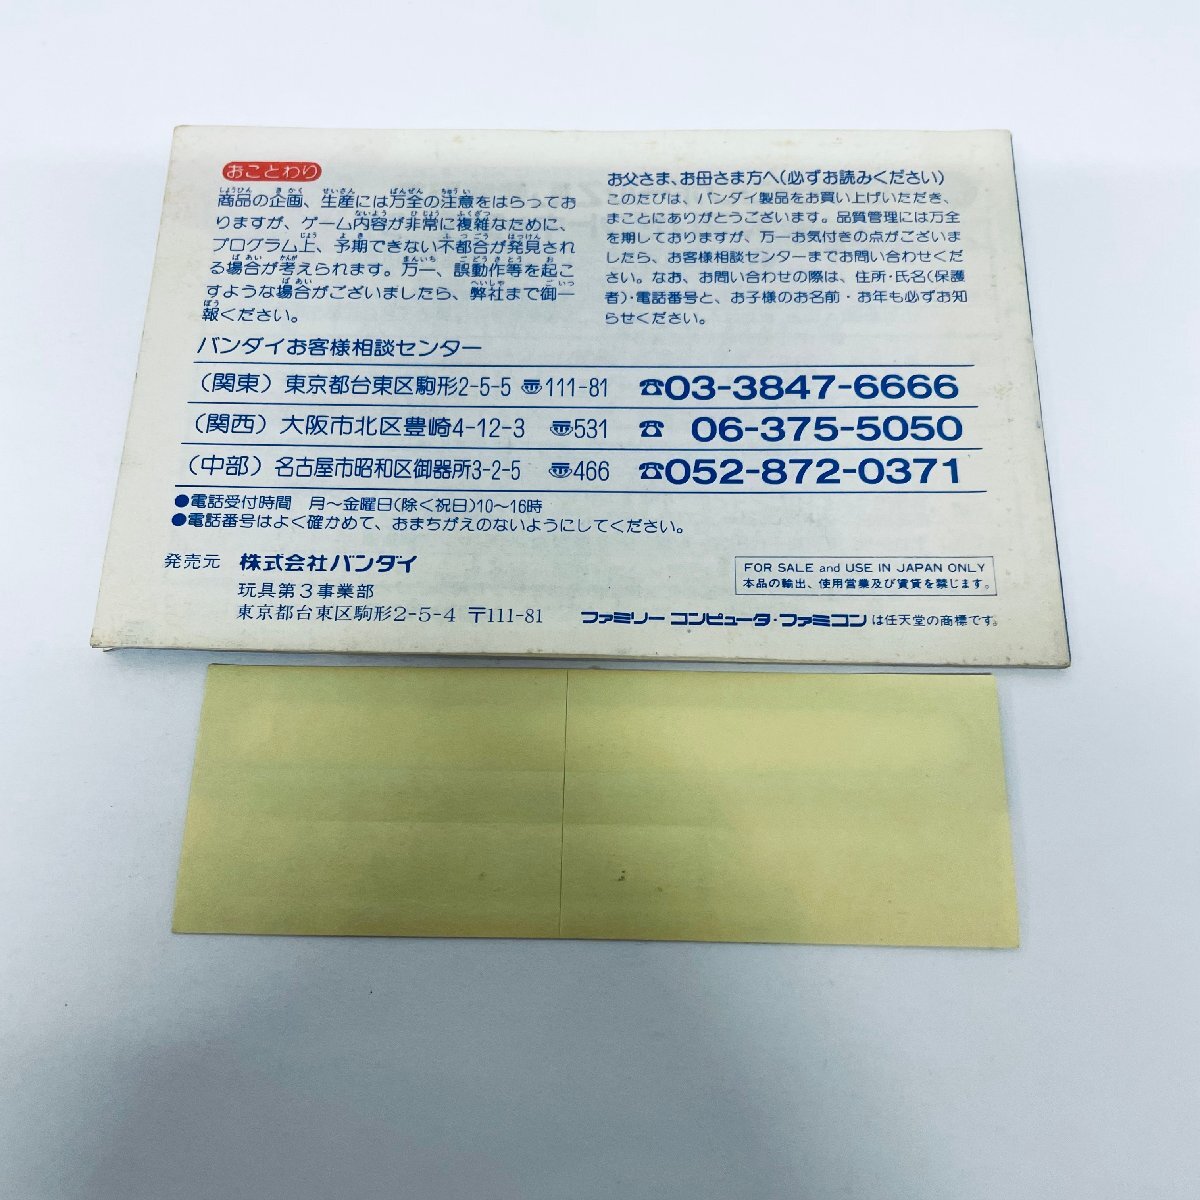 おことわり
商品の企画、生産には万全の注意をはらってお
りますが、ゲーム内容が非常に複雑なために、
プログラム上、予期できない不都合が発見され
る場合が考えられます。万一、誤動作等を起こ
すような場合がございましたら、弊社まで御一
報ください。
お父さま、お母さま方へ(必ずお読みください)
このたびは、バンダイ製品をお買い上げいただき、
まことにありがとうございます。品質管理には万全
を期しておりますが、万一お気付きの点がございま
したら、お客様相談センターまでお問い合わせくだ
さい。なお、お問い合わせの際は、住所・氏名(保護
者)・電話番号と、お子様のお名前・お年も必ずお知
らせください。
バンダイお客様相談センター
(関東) 東京都台東区駒形2-5-5 〠111-81 ☎03-3847-6666
(関西) 大阪市北区豊崎4-12-3 〠531 ☎ 06-375-5050
(中部) 名古屋市昭和区御器所3-2-5 〠466 ☎052-872-0371
●電話受付時間 月〜金曜日(除く祝日)10〜16時
●電話番号はよく確かめて、おまちがえのないようにしてください。
発売元 株式会社バンダイ
玩具第3事業部
東京都台東区駒形2-5-4 〒111-81
FOR SALE and USE IN JAPAN ONLY
本品の輸出、使用営業及び賃貸を禁じます。
ファミリーコンピュータ・ファミコンは任天堂の商標です。